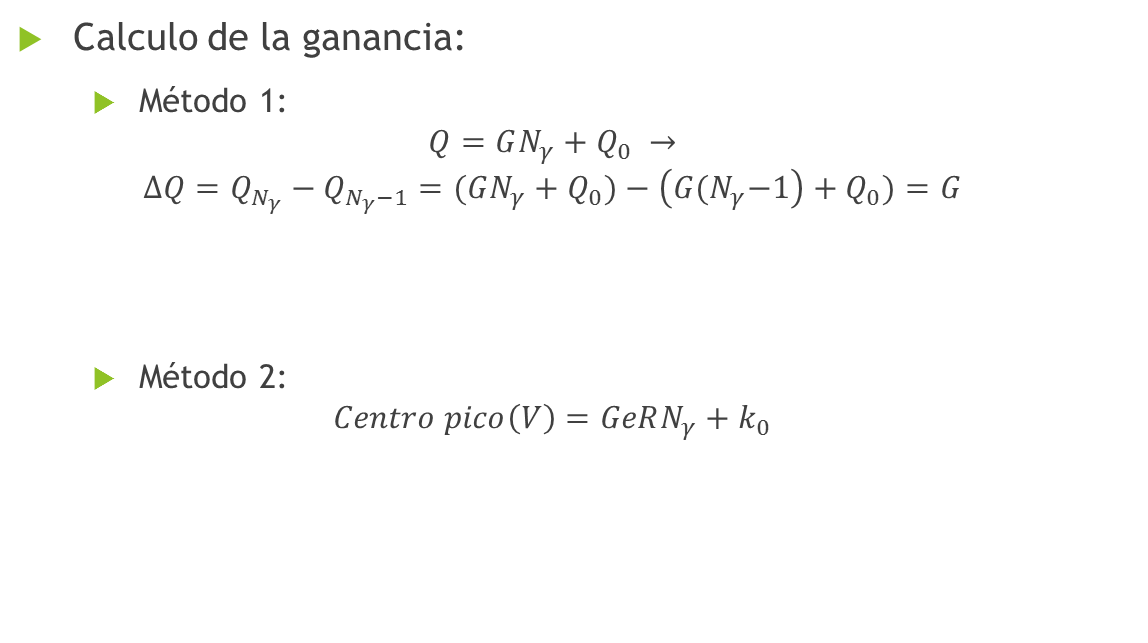 Calculo de la ganancia:
Método 1:
Q = GN_γ + Q_0 →
ΔQ = Q_{N_γ} − Q_{N_γ−1} = (GN_γ + Q_0) − (G(N_γ−1) + Q_0) = G
Método 2:
Centro pico(V) = GeRN_γ + k_0